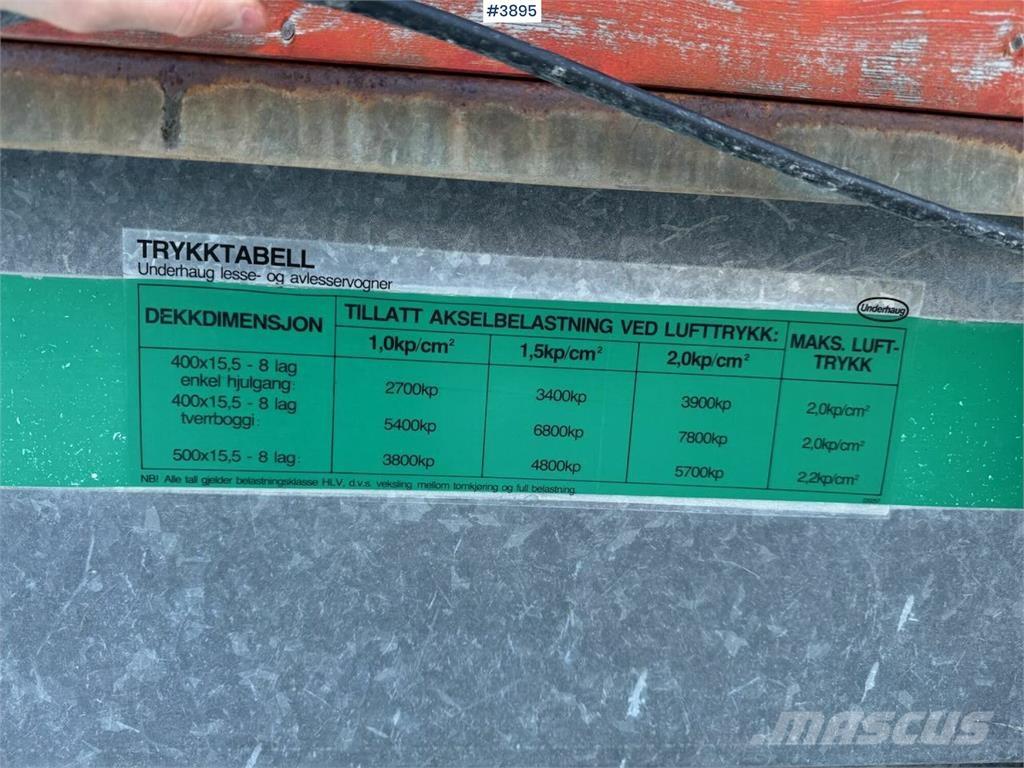 #3895
TRYKKTABELL
Underhaug lesse- og avlesservogner
Underhaug
DEKKDIMENSJON
TILLATT AKSELBELASTNING VED LUFTTRYKK:
MAKS. LUFT-
TRYKK
1,0kp/cm² 1,5kp/cm² 2,0kp/cm²
400x15,5 - 8 lag
enkel hjulgang: 2700kp 3400kp 3900kp 2,0kp/cm²
400x15,5 - 8 lag
tverrboggi: 5400kp 6800kp 7800kp 2,0kp/cm²
500x15,5 - 8 lag: 3800kp 4800kp 5700kp 2,2kp/cm²
NB! Alle tall gjelder belastningsklasse HLV, d.v.s. veksling mellom tomkjøring og full belastning.
mascus